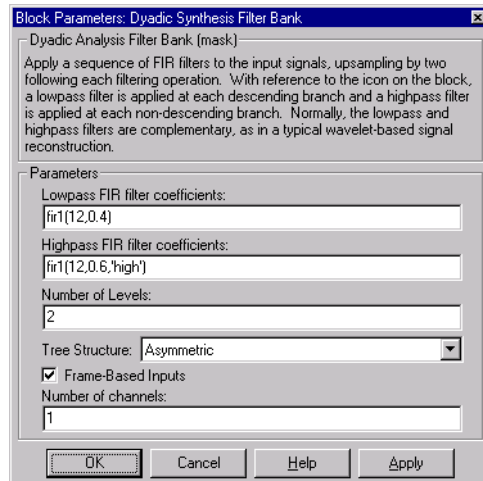 Block Parameters: Dyadic Synthesis Filter Bank
Dyadic Analysis Filter Bank (mask)
Apply a sequence of FIR filters to the input signals, upsampling by two
following each filtering operation. With reference to the icon on the block,
a lowpass filter is applied at each descending branch and a highpass filter
is applied at each non-descending branch. Normally, the lowpass and
highpass filters are complementary, as in a typical wavelet-based signal
reconstruction.
Parameters
Lowpass FIR filter coefficients:
fir1(12,0.4)
Highpass FIR filter coefficients:
fir1(12,0.6,'high')
Number of Levels:
2
Tree Structure: Asymmetric
Frame-Based Inputs
Number of channels:
1
OK Cancel Help Apply